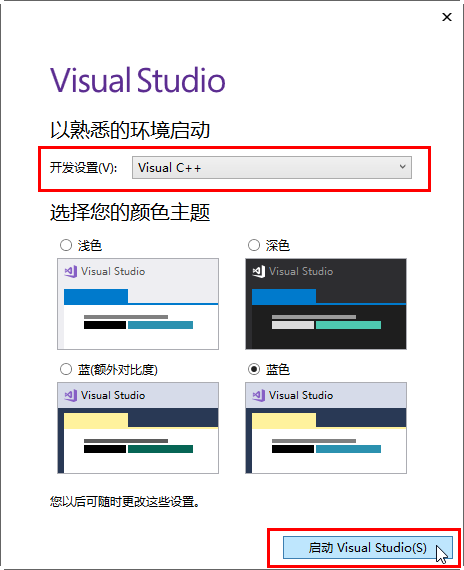 Visual Studio
以熟悉的环境启动
开发设置(V): Visual C++
选择您的颜色主题
浅色 深色
Visual Studio Visual Studio
蓝(额外对比度) 蓝色
Visual Studio Visual Studio
您以后可随时更改这些设置。
启动 Visual Studio(S)